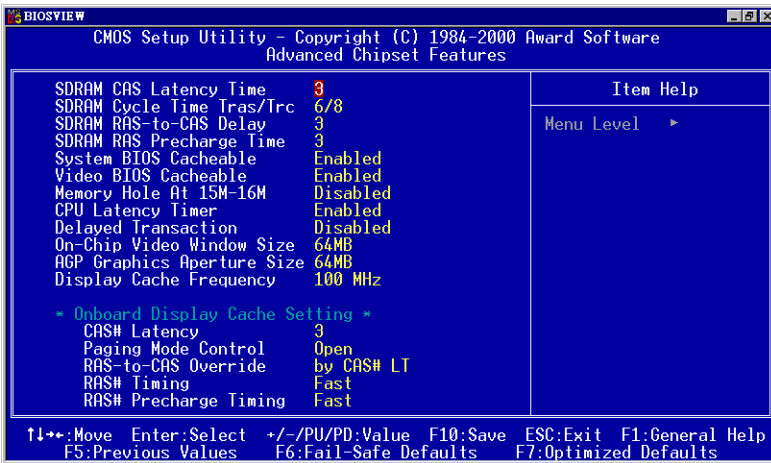 BIOSVIEW
CMOS Setup Utility - Copyright (C) 1984-2000 Award Software
Advanced Chipset Features
SDRAM CAS Latency Time 3
SDRAM Cycle Time Tras/Trc 6/8
SDRAM RAS-to-CAS Delay 3
SDRAM RAS Precharge Time 3
System BIOS Cacheable Enabled
Video BIOS Cacheable Enabled
Memory Hole At 15M-16M Disabled
CPU Latency Timer Enabled
Delayed Transaction Disabled
On-Chip Video Window Size 64MB
AGP Graphics Aperture Size 64MB
Display Cache Frequency 100 MHz
* Onboard Display Cache Setting *
CAS# Latency 3
Paging Mode Control Open
RAS-to-CAS Override by CAS# LT
RAS# Timing Fast
RAS# Precharge Timing Fast
Item Help
Menu Level ►
↑↓→←:Move Enter:Select +/-/PU/PD:Value F10:Save ESC:Exit F1:General Help
F5:Previous Values F6:Fail-Safe Defaults F7:Optimized Defaults